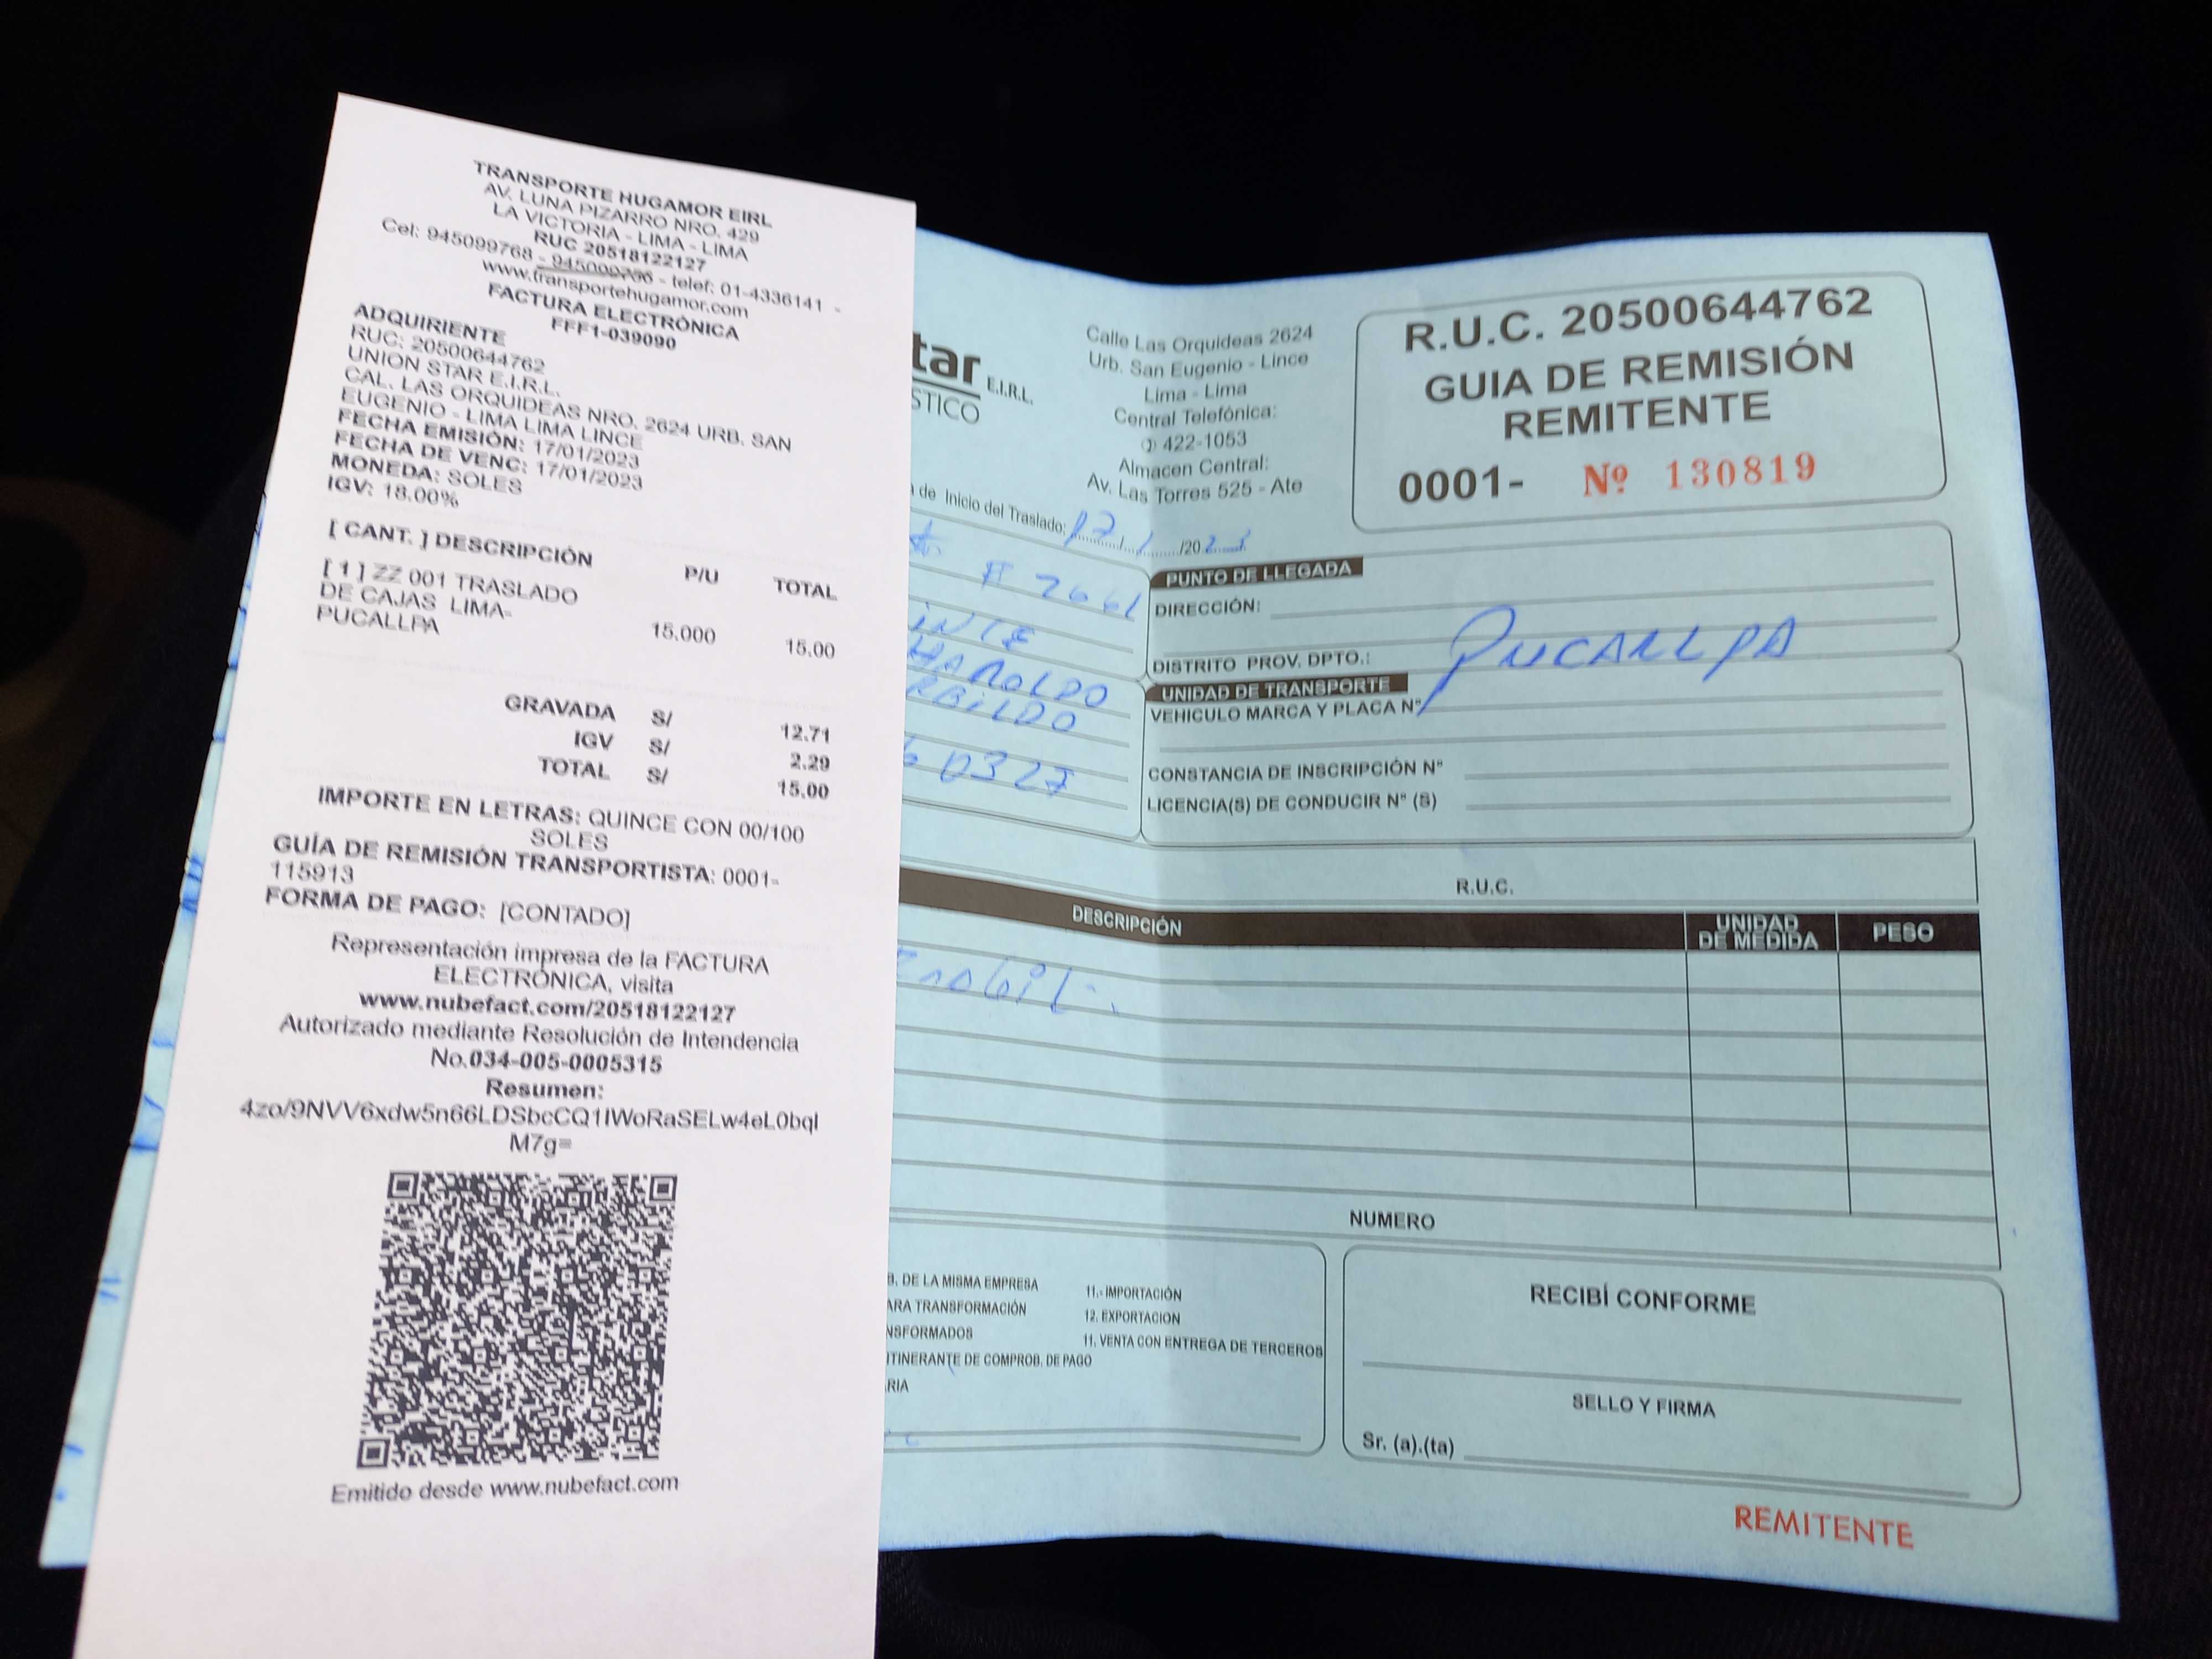 TRANSPORTE HUGAMOR EIRL
AV. LUNA PIZARRO NRO. 429
LA VICTORIA - LIMA - LIMA
RUC 20518122127
Cel: 945099768 - 945099786 - telef: 01-4336141 -
www.transportehugamor.com
FACTURA ELECTRÓNICA
FFF1-039090
ADQUIRIENTE
RUC: 20500644762
UNION STAR E.I.R.L.
CAL. LAS ORQUIDEAS NRO. 2624 URB. SAN
EUGENIO - LIMA LIMA LINCE
FECHA EMISIÓN: 17/01/2023
FECHA DE VENC: 17/01/2023
MONEDA: SOLES
IGV: 18.00%
[ CANT. ] DESCRIPCIÓN P/U TOTAL
[ 1 ] ZZ 001 TRASLADO
DE CAJAS LIMA-
PUCALLPA 15.000 15.00
GRAVADA S/ 12.71
IGV S/ 2.29
TOTAL S/ 15.00
IMPORTE EN LETRAS: QUINCE CON 00/100
SOLES
GUÍA DE REMISIÓN TRANSPORTISTA: 0001-
115913
FORMA DE PAGO: [CONTADO]
Representación impresa de la FACTURA
ELECTRÓNICA, visita
www.nubefact.com/20518122127
Autorizado mediante Resolución de Intendencia
No.034-005-0005315
Resumen:
4zo/9NVV6xdw5n66LDSbcCQ1IWoRaSELw4eL0bqI
M7g=
Emitido desde www.nubefact.com
tar E.I.R.L.
STICO
Calle Las Orquideas 2624
Urb. San Eugenio - Lince
Lima - Lima
Central Telefónica:
422-1053
Almacen Central:
Av. Las Torres 525 - Ate
R.U.C. 20500644762
GUIA DE REMISIÓN
REMITENTE
0001- Nº 130819
a de Inicio del Traslado: 17/1/2023
# 2661
INCE
HAROLDO
RBILDO
60327
PUNTO DE LLEGADA
DIRECCIÓN:
PUCALLPA
DISTRITO PROV. DPTO.:
UNIDAD DE TRANSPORTE
VEHICULO MARCA Y PLACA N°
CONSTANCIA DE INSCRIPCIÓN N°
LICENCIA(S) DE CONDUCIR N° (S)
R.U.C.
DESCRIPCIÓN UNIDAD DE MEDIDA PESO
NUMERO
B. DE LA MISMA EMPRESA 11.- IMPORTACIÓN
ARA TRANSFORMACIÓN 12. EXPORTACION
NSFORMADOS 11. VENTA CON ENTREGA DE TERCEROS
ITINERANTE DE COMPROB. DE PAGO
RIA
RECIBÍ CONFORME
SELLO Y FIRMA
Sr. (a).(ta)
REMITENTE